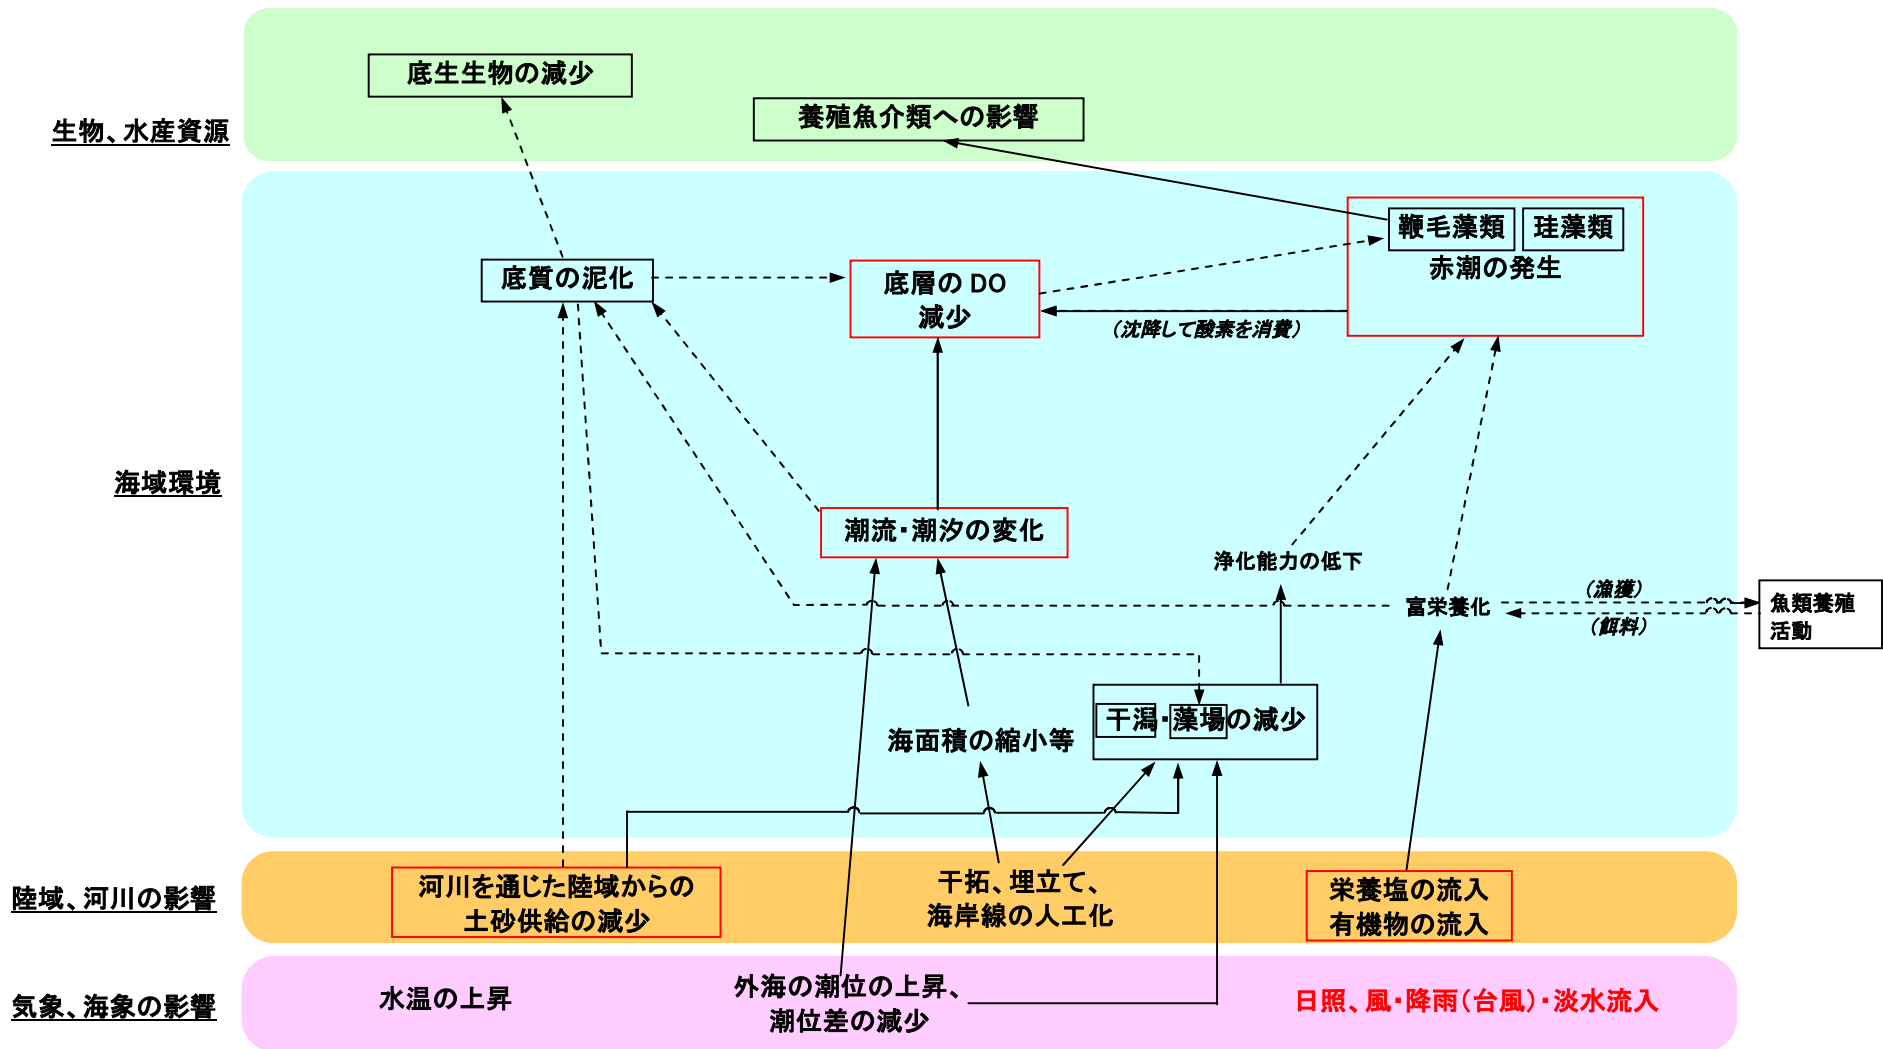 底生生物の減少
養殖魚介類への影響
生物、水産資源
鞭毛藻類
珪藻類
赤潮の発生
底質の泥化
底層の DO
減少
（沈降して酸素を消費）
海域環境
潮流・潮汐の変化
浄化能力の低下
富栄養化
（漁獲）
（餌料）
魚類養殖
活動
海面積の縮小等
干潟・藻場の減少
陸域、河川の影響
河川を通じた陸域からの
土砂供給の減少
干拓、埋立て、
海岸線の人工化
栄養塩の流入
有機物の流入
気象、海象の影響
水温の上昇
外海の潮位の上昇、
潮位差の減少
日照、風・降雨（台風）・淡水流入